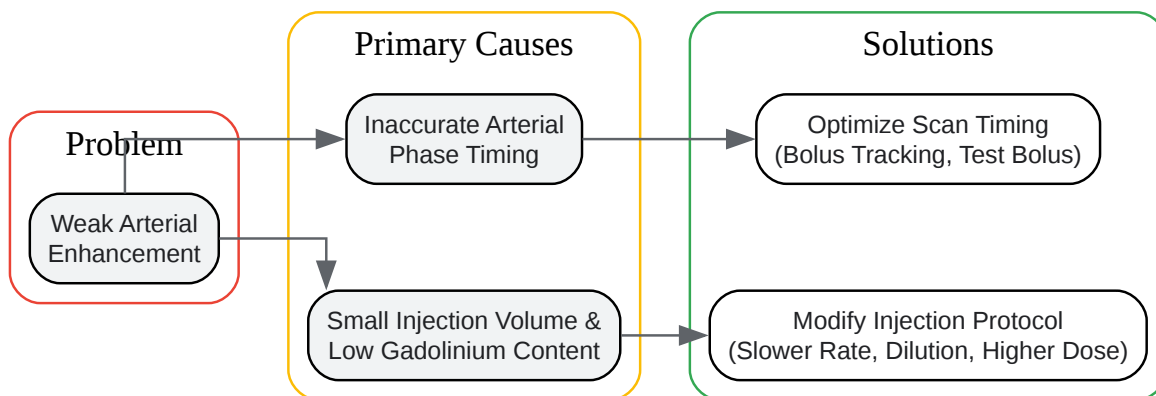 Problem
Weak Arterial
Enhancement
Primary Causes
Inaccurate Arterial
Phase Timing
Small Injection Volume &
Low Gadolinium Content
Solutions
Optimize Scan Timing
(Bolus Tracking, Test Bolus)
Modify Injection Protocol
(Slower Rate, Dilution, Higher Dose)